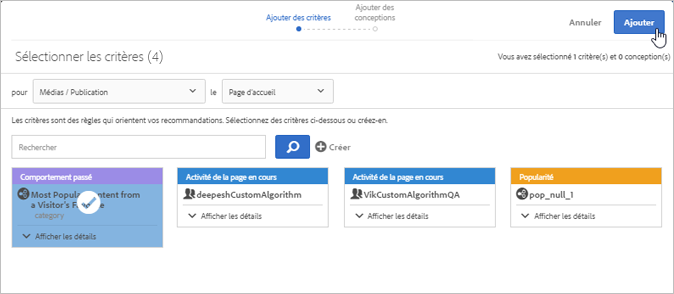 Ajouter des critères
Ajouter des
conceptions
Annuler
Ajouter
Sélectionner les critères (4)
Vous avez sélectionné 1 critère(s) et 0 conception(s)
pour
Médias / Publication
le
Page d'accueil
Les critères sont des règles qui orientent vos recommandations. Sélectionnez des critères ci-dessous ou créez-en.
Rechercher
Créer
Comportement passé
Most Popular Content from
a Visitor's
category
Afficher les détails
Activité de la page en cours
deepeshCustomAlgorithm
Afficher les détails
Activité de la page en cours
VikCustomAlgorithmQA
Afficher les détails
Popularité
pop_null_1
Afficher les détails